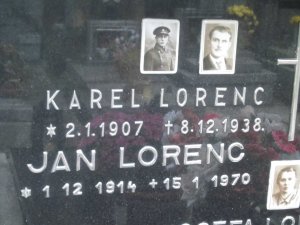 KAREL LORENC
* 2.1.1907 † 8.12.1938.
JAN LORENC
* 1 12 1914 † 15 1 1970